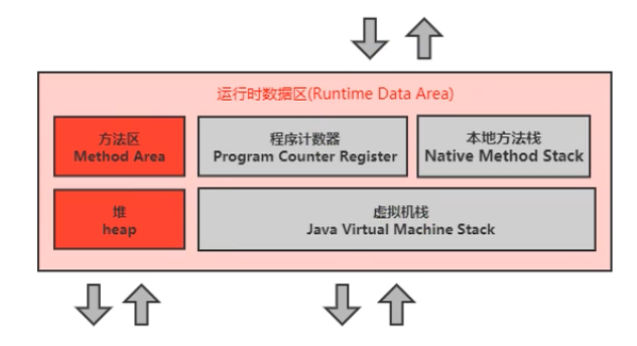 运行时数据区(Runtime Data Area)
方法区
Method Area
程序计数器
Program Counter Register
本地方法栈
Native Method Stack
堆
heap
虚拟机栈
Java Virtual Machine Stack